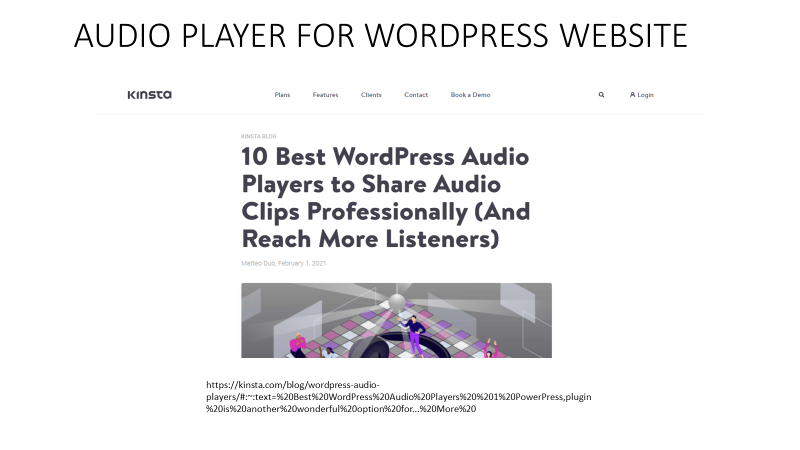 AUDIO PLAYER FOR WORDPRESS WEBSITE
Kinsta Plans Features Clients Contact Book a Demo Login
KINSTA BLOG
10 Best WordPress Audio
Players to Share Audio
Clips Professionally (And
Reach More Listeners)
Matteo Duò, February 1, 2021
https://kinsta.com/blog/wordpress-audio-
players/#:~:text=%20Best%20WordPress%20Audio%20Players%20%201%20PowerPress,plugin
%20is%20another%20wonderful%20option%20for...%20More%20